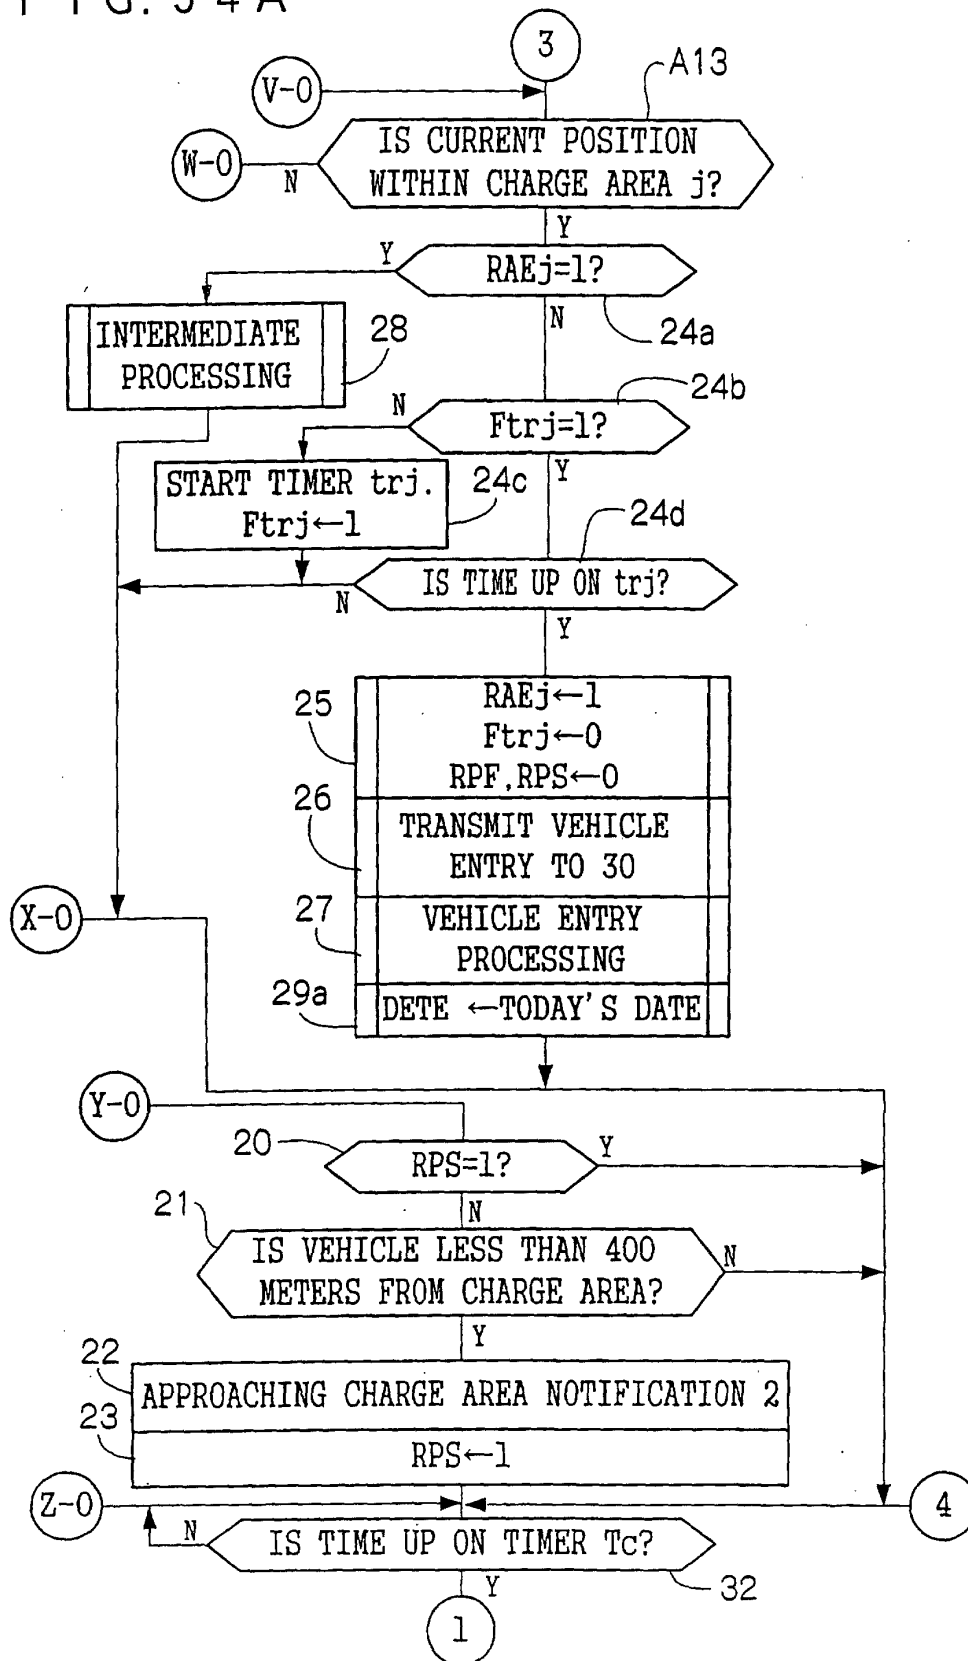 FIG. 34A
3
A13
V-0
IS CURRENT POSITION
WITHIN CHARGE AREA j?
W-0
N
Y
Y
RAEj=1?
24a
N
INTERMEDIATE
PROCESSING
28
24b
N
Ftrj=1?
Y
START TIMER trj.
Ftrj←1
24c
24d
IS TIME UP ON trj?
N
Y
25
RAEj←1
Ftrj←0
RPF,RPS←0
26
TRANSMIT VEHICLE
ENTRY TO 30
X-0
27
VEHICLE ENTRY
PROCESSING
29a
DETE ←TODAY'S DATE
Y-0
20
RPS=1?
Y
N
21
IS VEHICLE LESS THAN 400
METERS FROM CHARGE AREA?
N
Y
22
APPROACHING CHARGE AREA NOTIFICATION 2
23
RPS←1
Z-0
4
N
IS TIME UP ON TIMER Tc?
32
Y
1